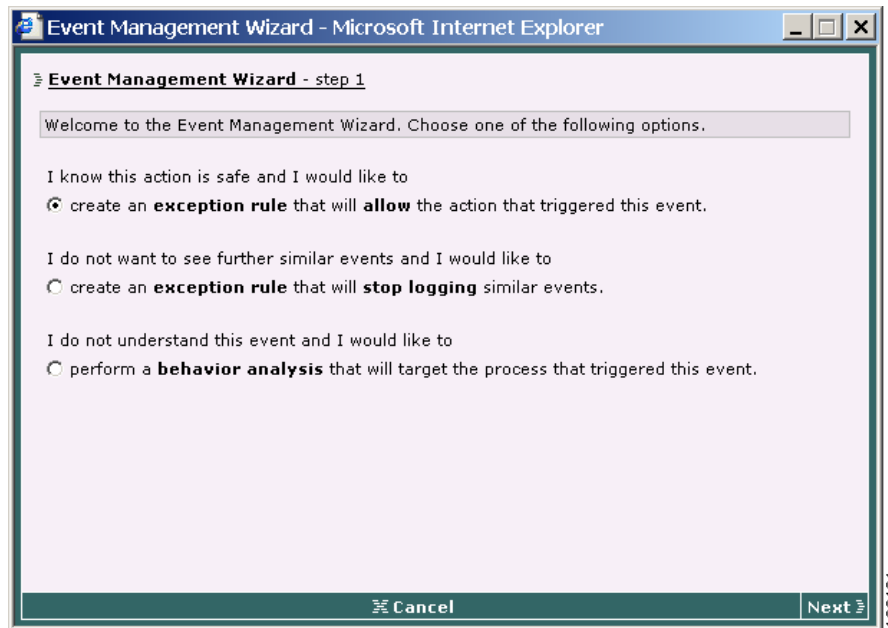 Event Management Wizard - Microsoft Internet Explorer
Event Management Wizard - step 1
Welcome to the Event Management Wizard. Choose one of the following options.
I know this action is safe and I would like to
create an exception rule that will allow the action that triggered this event.
I do not want to see further similar events and I would like to
create an exception rule that will stop logging similar events.
I do not understand this event and I would like to
perform a behavior analysis that will target the process that triggered this event.
Cancel
Next